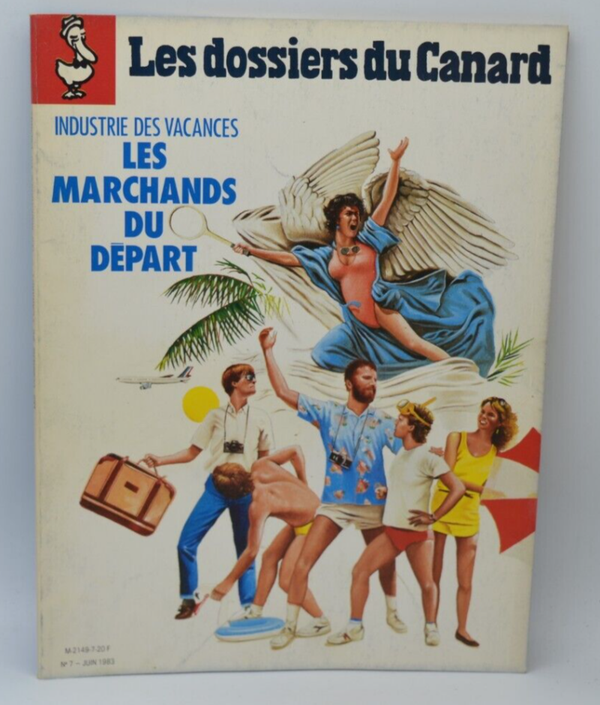 Les dossiers du Canard
INDUSTRIE DES VACANCES
LES
MARCHANDS
DU
DÉPART
M-2149-7-20 F
N° 7 – JUIN 1983